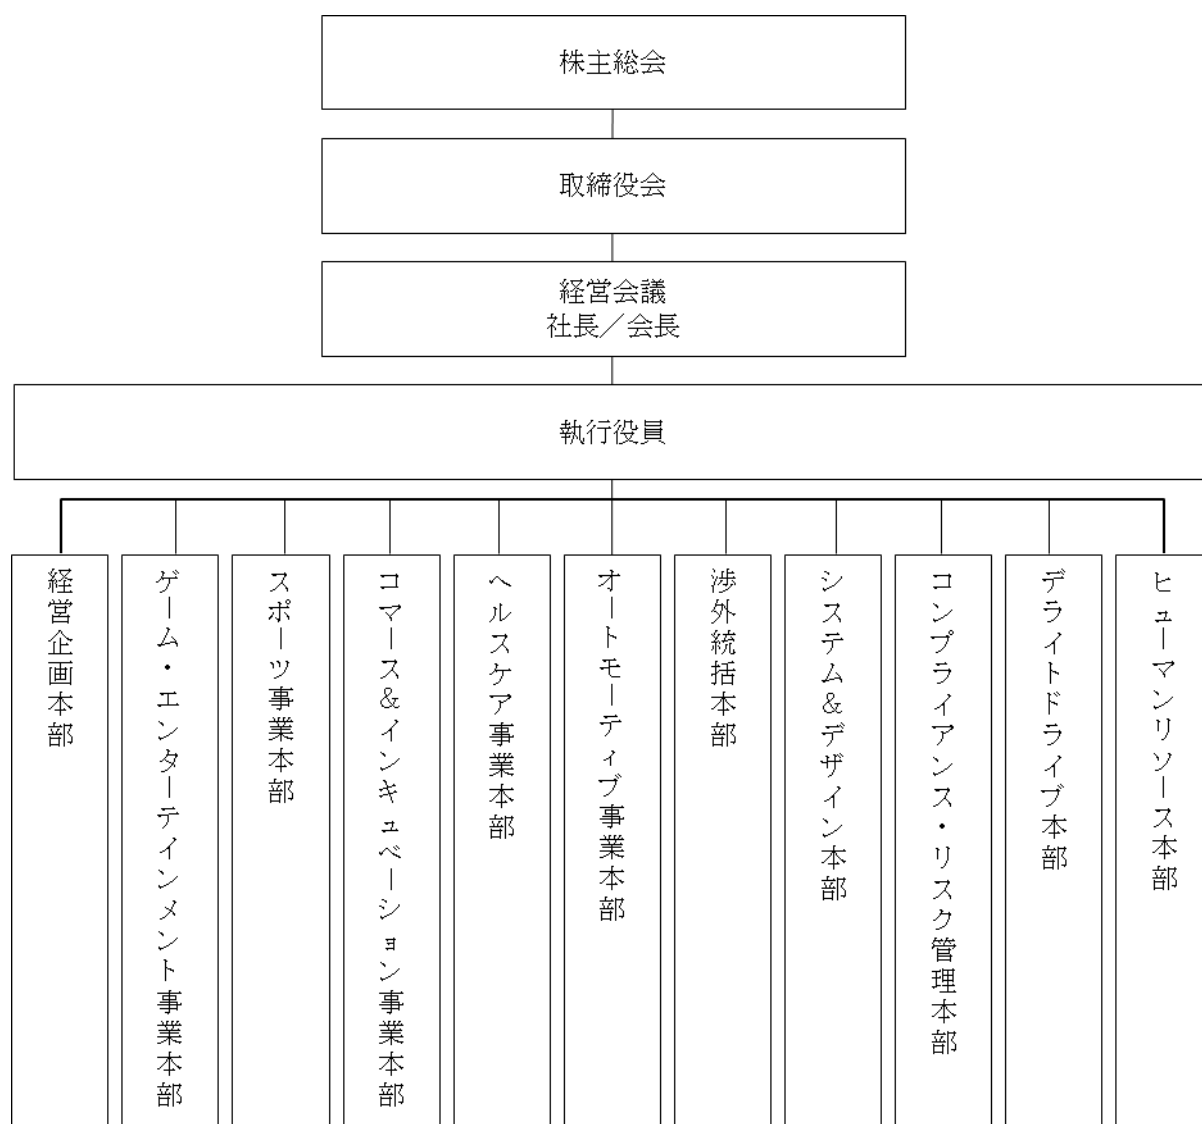 株主総会
取締役会
経営会議
社長／会長
執行役員
経営企画本部
ゲーム・エンターテインメント事業本部
スポーツ事業本部
コマース＆インキュベーション事業本部
ヘルスケア事業本部
オートモーティブ事業本部
渉外統括本部
システム＆デザイン本部
コンプライアンス・リスク管理本部
デライトドライブ本部
ヒューマンリソース本部